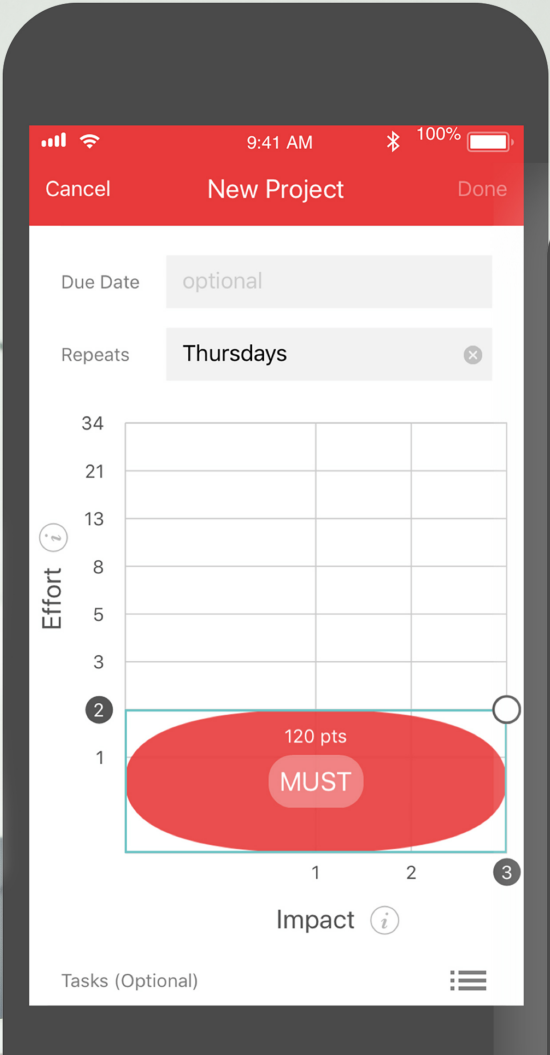 9:41 AM 100%
Cancel New Project Done
Due Date optional
Repeats Thursdays
34
21
13
8
5
3
2
1
Effort i
120 pts
MUST
1 2 3
Impact i
Tasks (Optional)